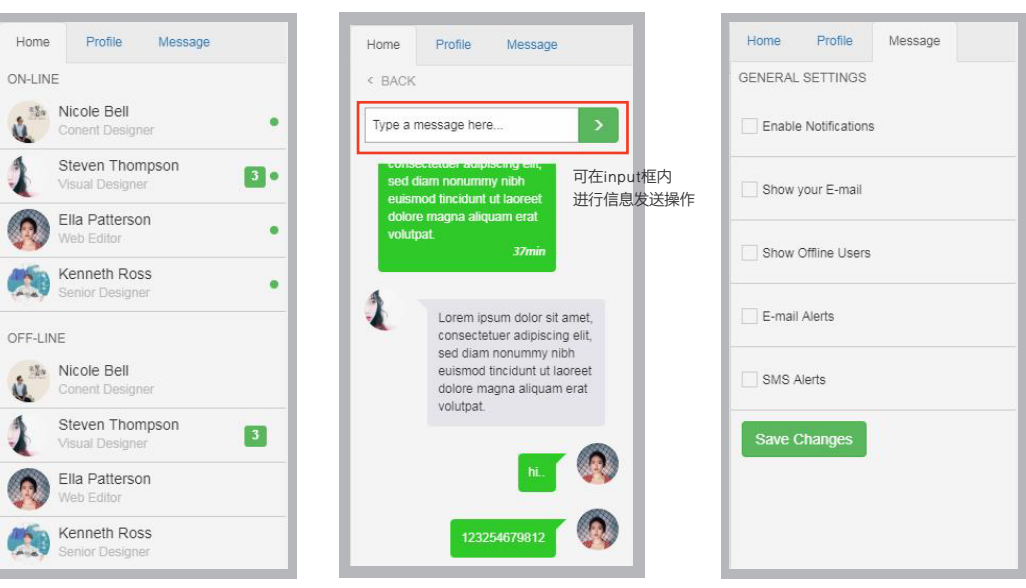 Home Profile Message
ON-LINE
Nicole Bell
Conent Designer
Steven Thompson
Visual Designer
3
Ella Patterson
Web Editor
Kenneth Ross
Senior Designer
OFF-LINE
Nicole Bell
Conent Designer
Steven Thompson
Visual Designer
3
Ella Patterson
Web Editor
Kenneth Ross
Senior Designer
Home Profile Message
< BACK
Type a message here...
>
consectetuer adipiscing elit,
sed diam nonummy nibh
euismod tincidunt ut laoreet
dolore magna aliquam erat
volutpat.
37min
可在input框内
进行信息发送操作
Lorem ipsum dolor sit amet,
consectetuer adipiscing elit,
sed diam nonummy nibh
euismod tincidunt ut laoreet
dolore magna aliquam erat
volutpat.
hi..
123254679812
Home Profile Message
GENERAL SETTINGS
Enable Notifications
Show your E-mail
Show Offline Users
E-mail Alerts
SMS Alerts
Save Changes